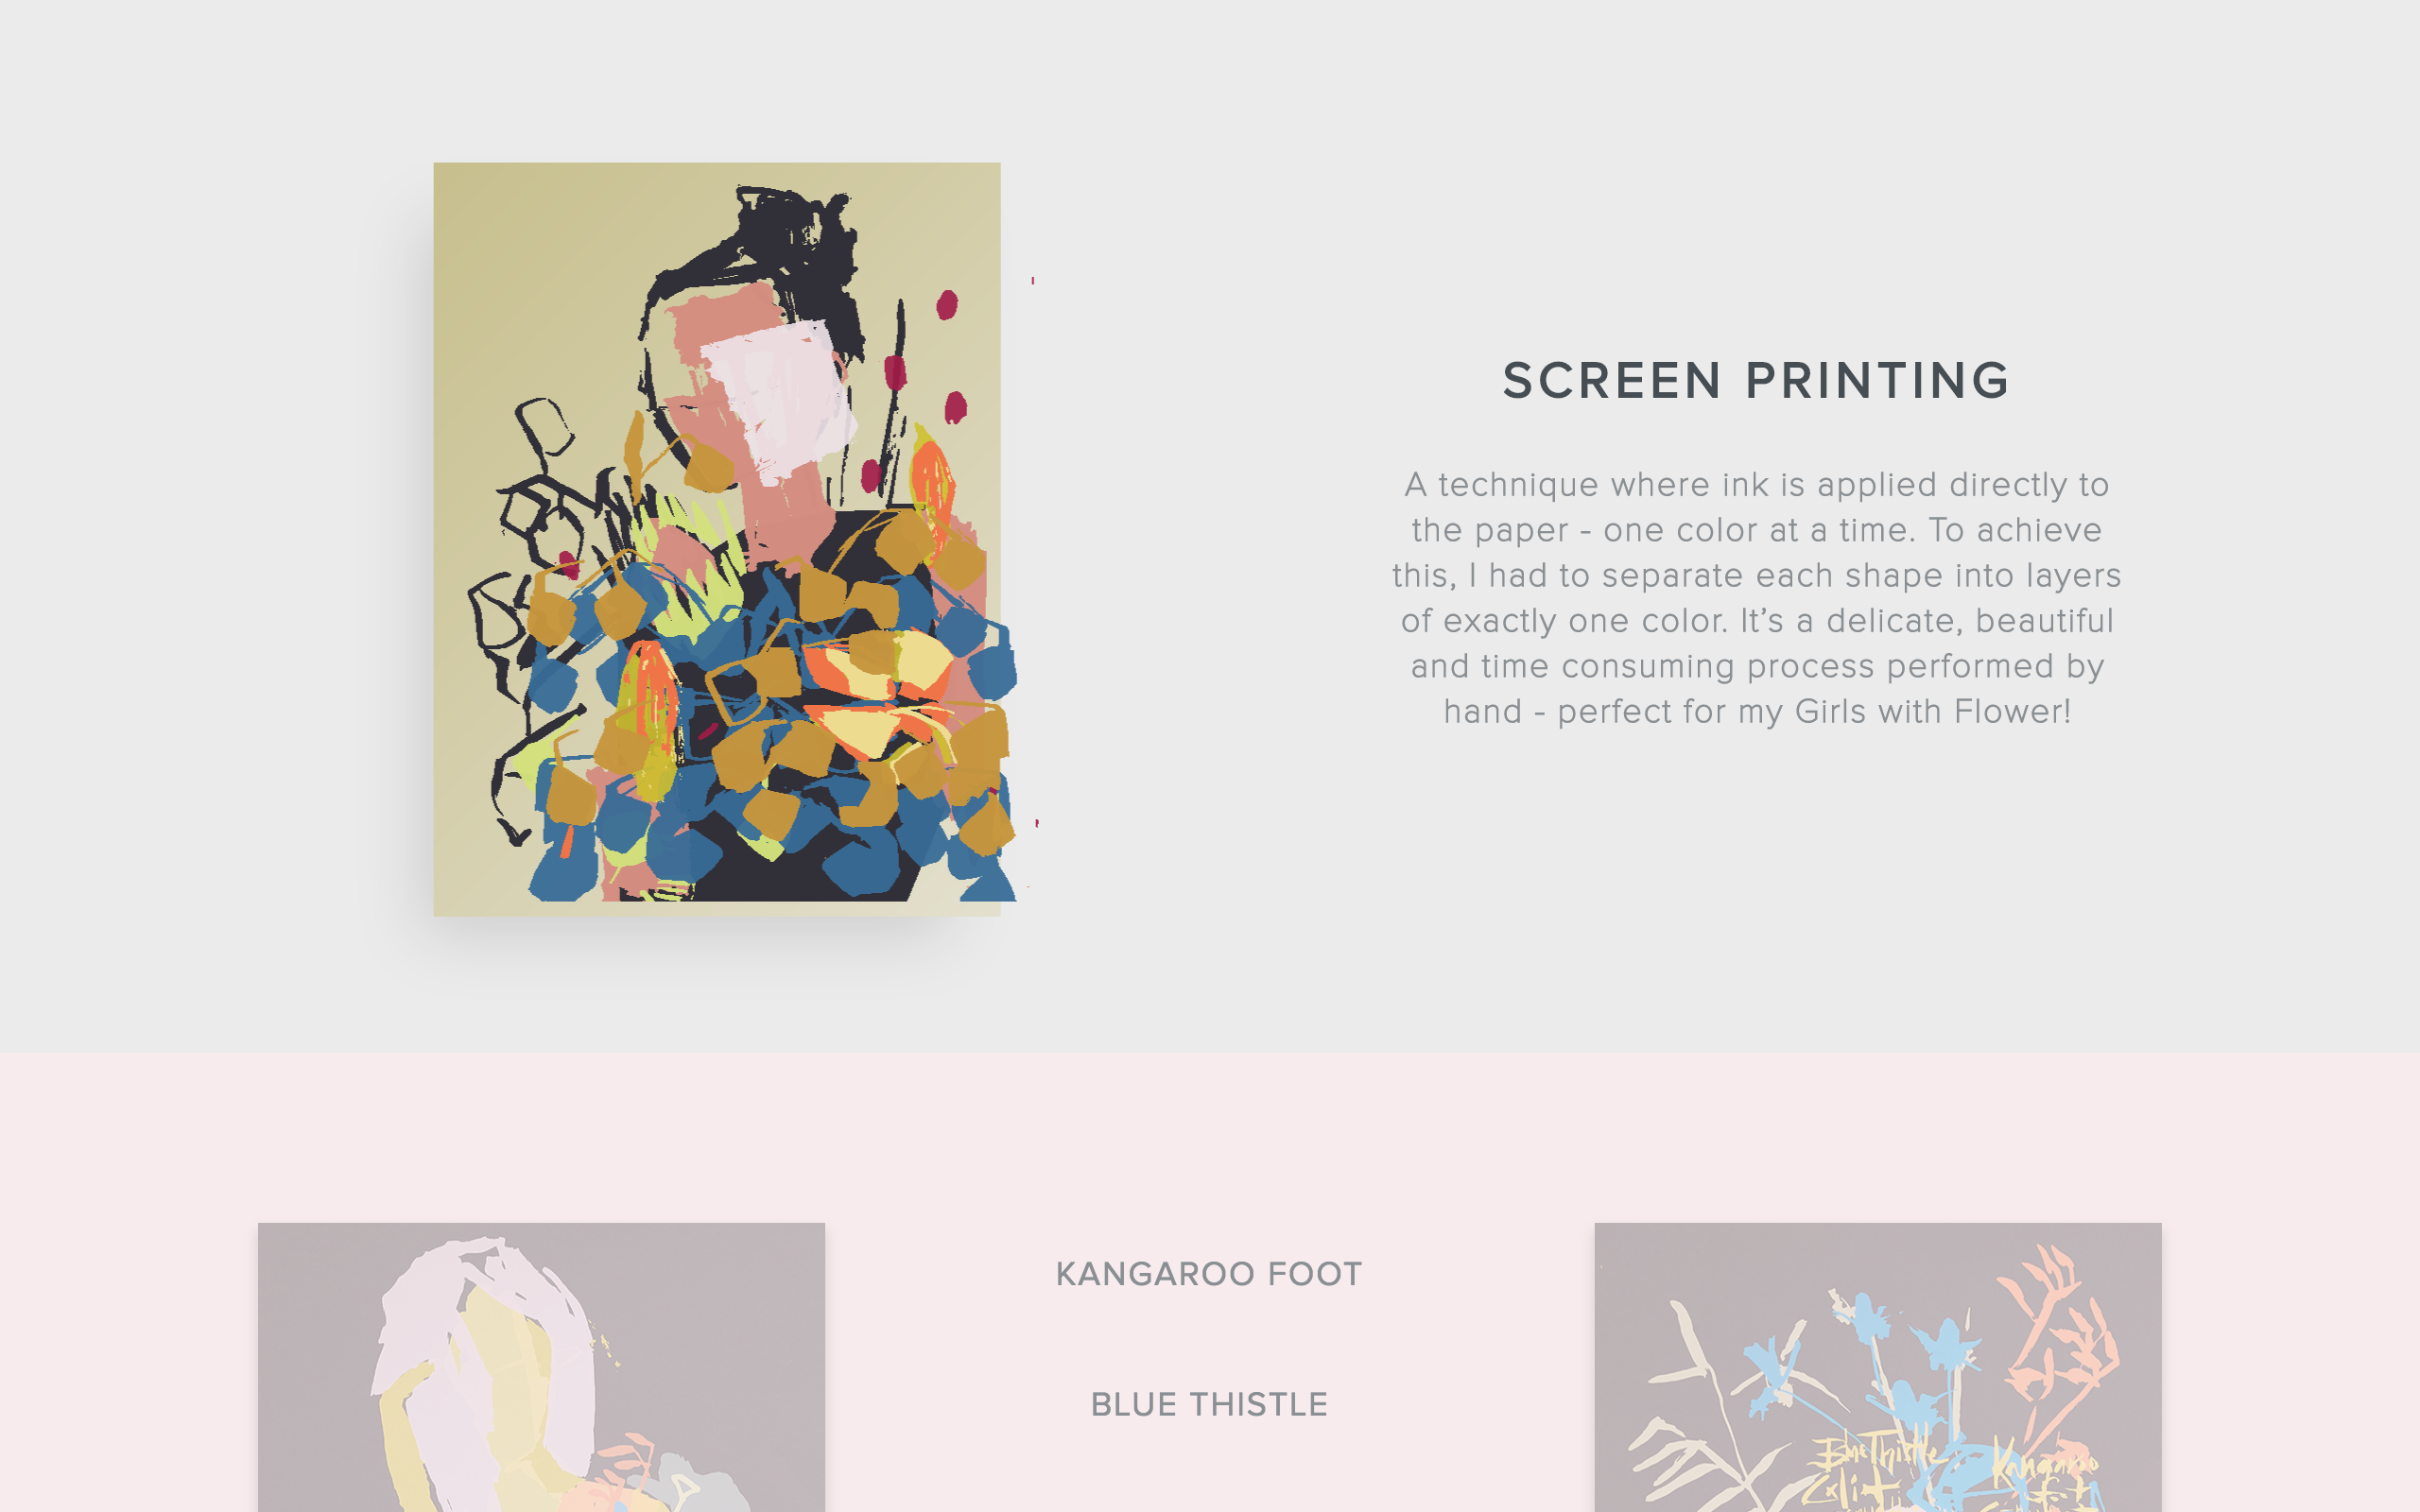 SCREEN PRINTING
A technique where ink is applied directly to
the paper - one color at a time. To achieve
this, I had to separate each shape into layers
of exactly one color. It’s a delicate, beautiful
and time consuming process performed by
hand - perfect for my Girls with Flower!
KANGAROO FOOT
BLUE THISTLE
Blue Thistle
Kangaroo